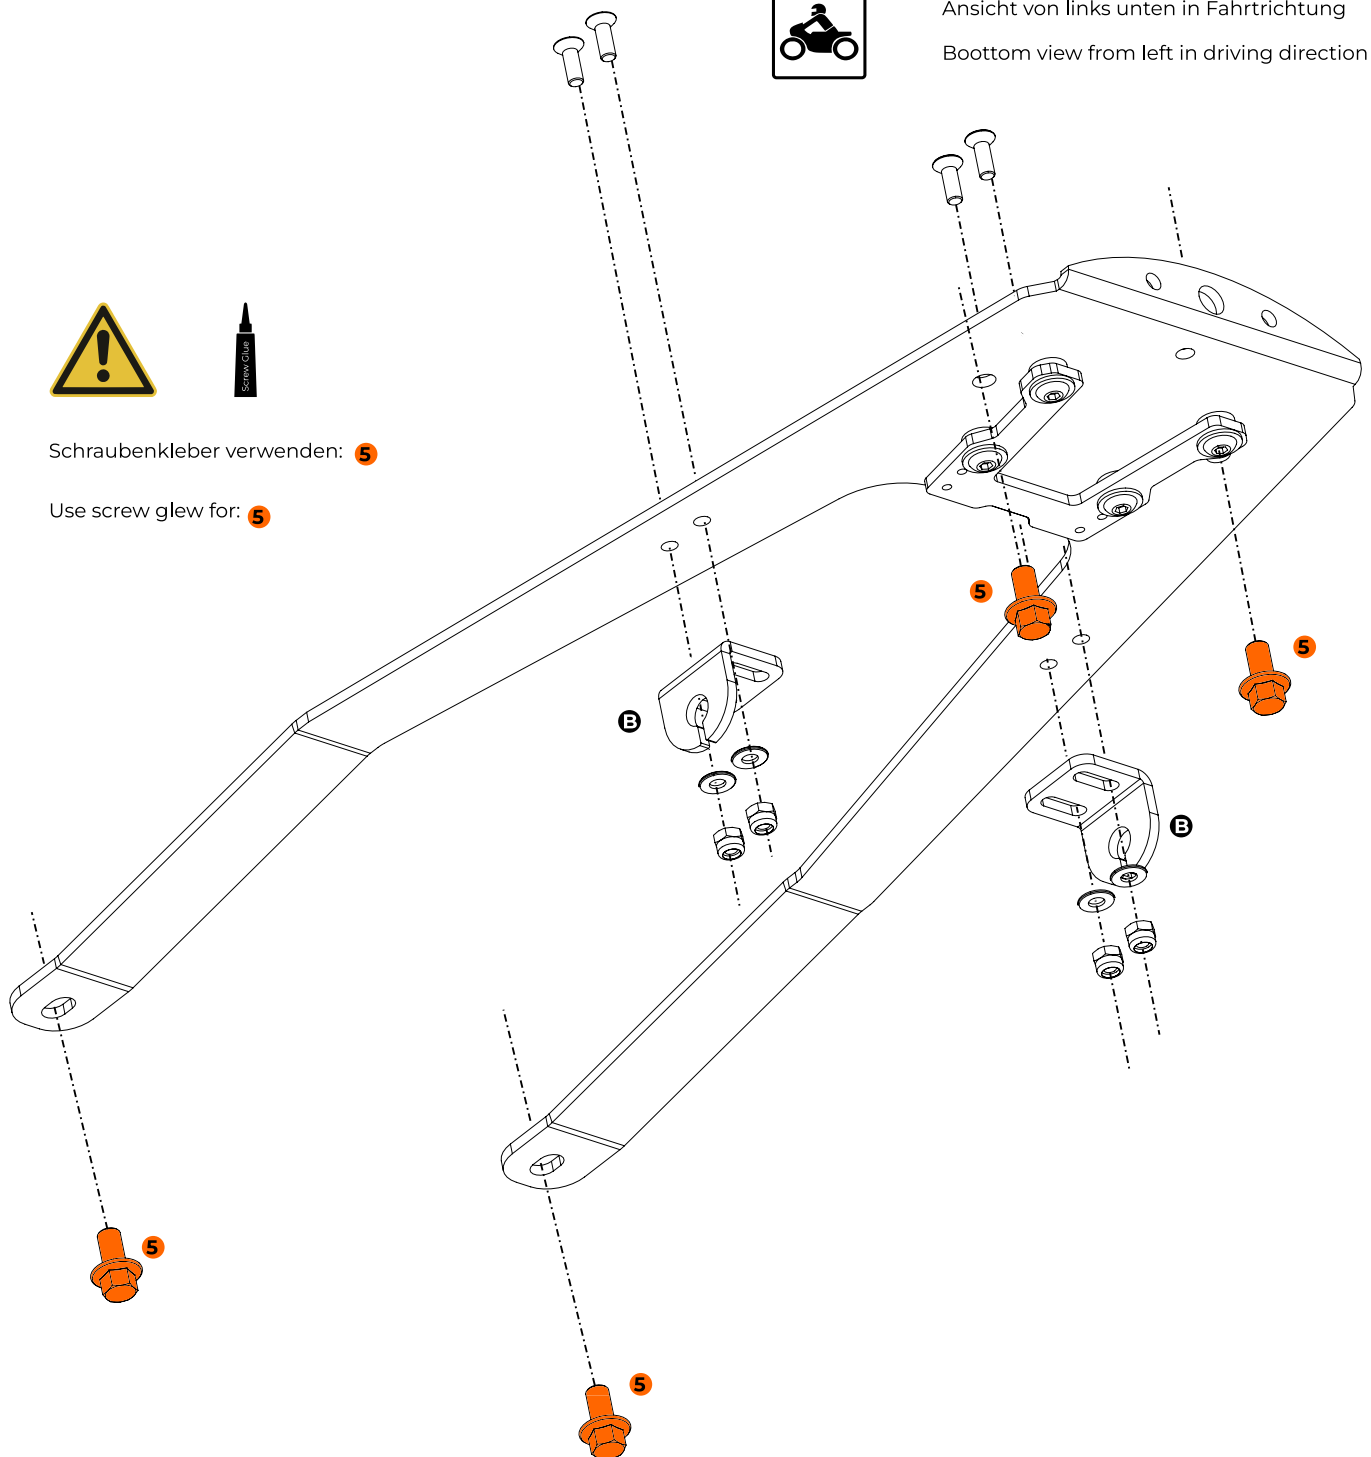 Ansicht von links unten in Fahrtrichtung
Boottom view from left in driving direction
Screw Glue
Schraubenkleber verwenden: 5
Use screw glew for: 5
5
5
B
B
5
5